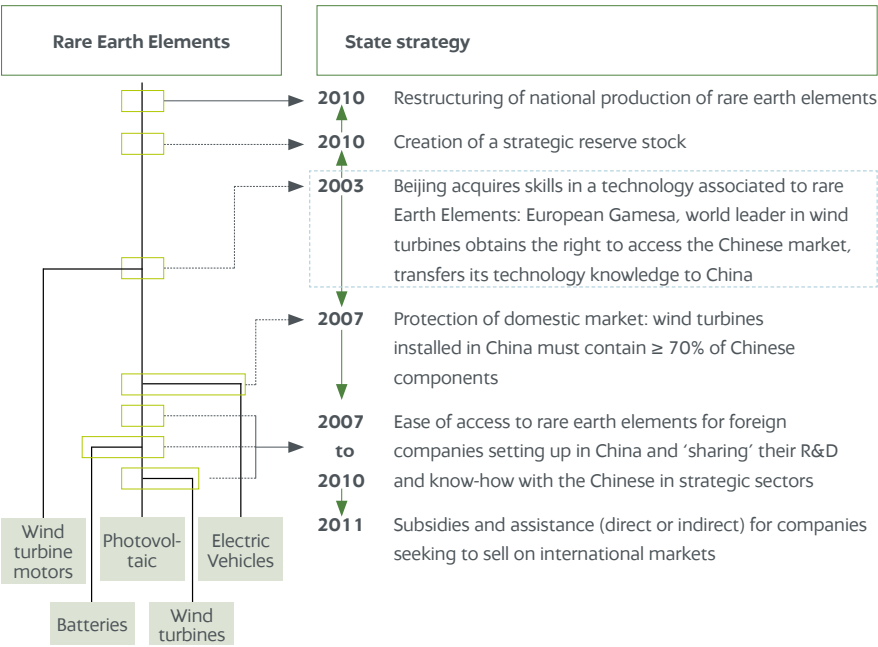 Rare Earth Elements
State strategy
2010 Restructuring of national production of rare earth elements
2010 Creation of a strategic reserve stock
2003 Beijing acquires skills in a technology associated to rare
Earth Elements: European Gamesa, world leader in wind
turbines obtains the right to access the Chinese market,
transfers its technology knowledge to China
2007 Protection of domestic market: wind turbines
installed in China must contain ≥ 70% of Chinese
components
2007 Ease of access to rare earth elements for foreign
to companies setting up in China and ‘sharing’ their R&D
2010 and know-how with the Chinese in strategic sectors
2011 Subsidies and assistance (direct or indirect) for companies
seeking to sell on international markets
Wind
turbine
motors
Photovol-
taic
Electric
Vehicles
Batteries
Wind
turbines